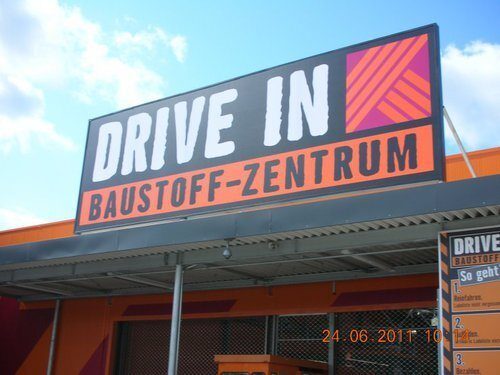 DRIVE IN
BAUSTOFF-ZENTRUM
DRIVE
BAUSTOFF
So geht
1.
Reinfahren.
2.
3.
Bezahlen.
24.06.2011